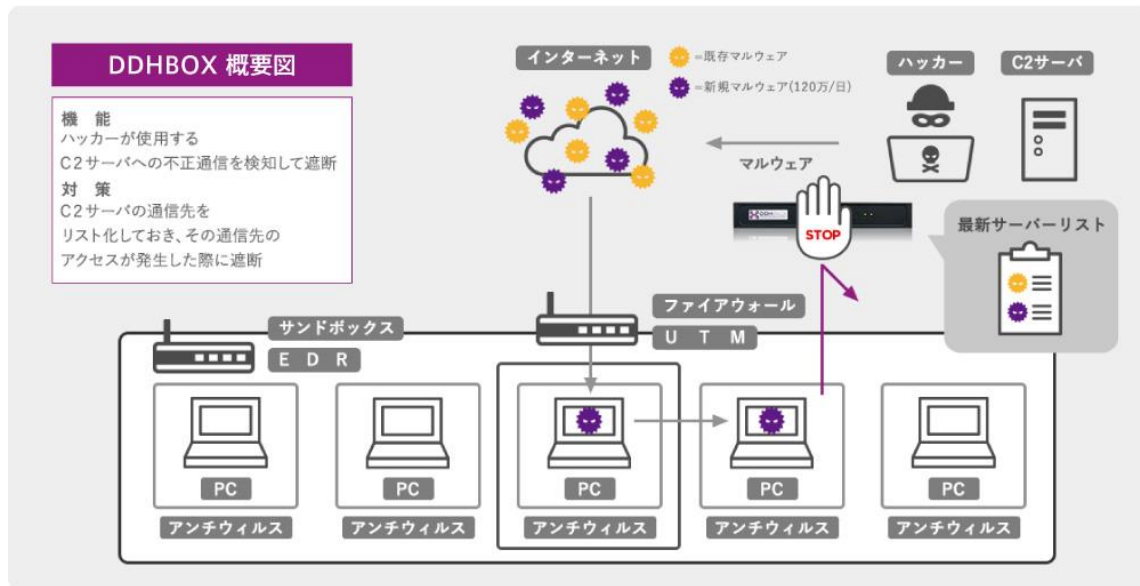 DDHBOX 概要図
機 能
ハッカーが使用する
C2サーバへの不正通信を検知して遮断
対 策
C2サーバの通信先を
リスト化しておき、その通信先の
アクセスが発生した際に遮断
インターネット
=既存マルウェア
=新規マルウェア(120万/日)
ハッカー
C2サーバ
マルウェア
DDH
STOP
最新サーバーリスト
サンドボックス
E D R
ファイアウォール
U T M
PC
PC
PC
PC
PC
アンチウィルス
アンチウィルス
アンチウィルス
アンチウィルス
アンチウィルス